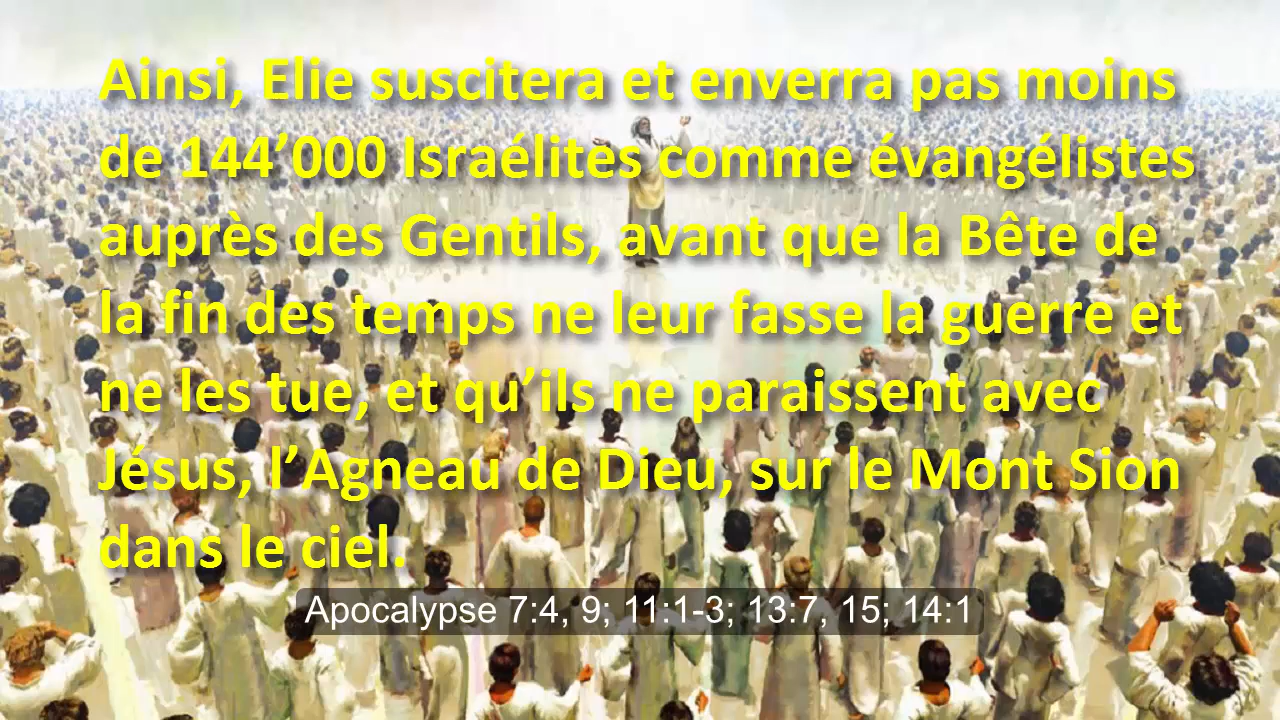 Ainsi, Elie suscitera et enverra pas moins
de 144’000 Israélites comme évangélistes
auprès des Gentils, avant que la Bête de
la fin des temps ne leur fasse la guerre et
ne les tue, et qu’ils ne paraissent avec
Jésus, l’Agneau de Dieu, sur le Mont Sion
dans le ciel.
Apocalypse 7:4, 9; 11:1-3; 13:7, 15; 14:1